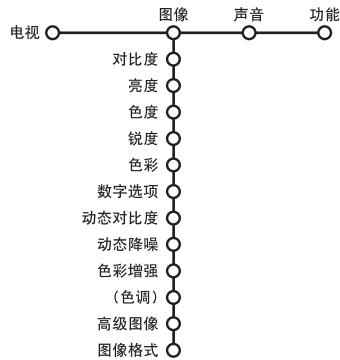 电视 图像 声音 功能
对比度
亮度
色度
锐度
色彩
数字选项
动态对比度
动态降噪
色彩增强
（色调）
高级图像
图像格式